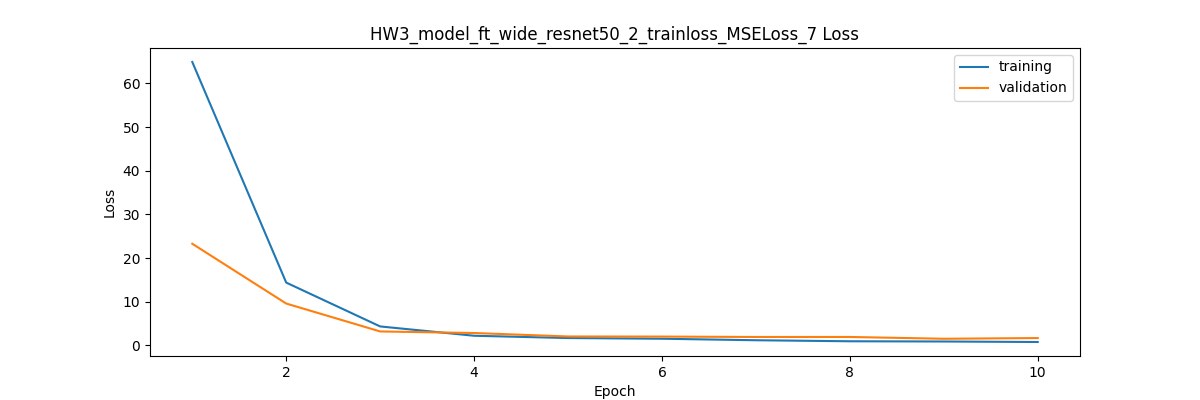 HW3_model_ft_wide_resnet50_2_trainloss_MSELoss_7 Loss
training
validation
Loss
60
50
40
30
20
10
0
2 4 6 8 10
Epoch